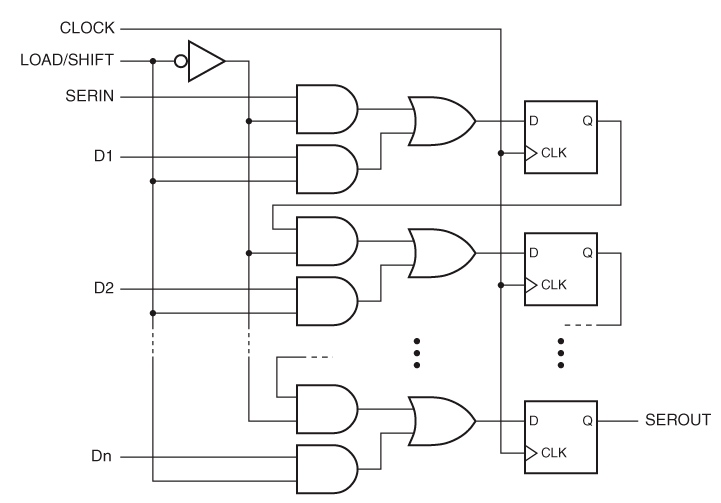 CLOCK
LOAD/SHIFT
SERIN
D Q
D1
CLK
D Q
D2
CLK
D Q SEROUT
Dn
CLK